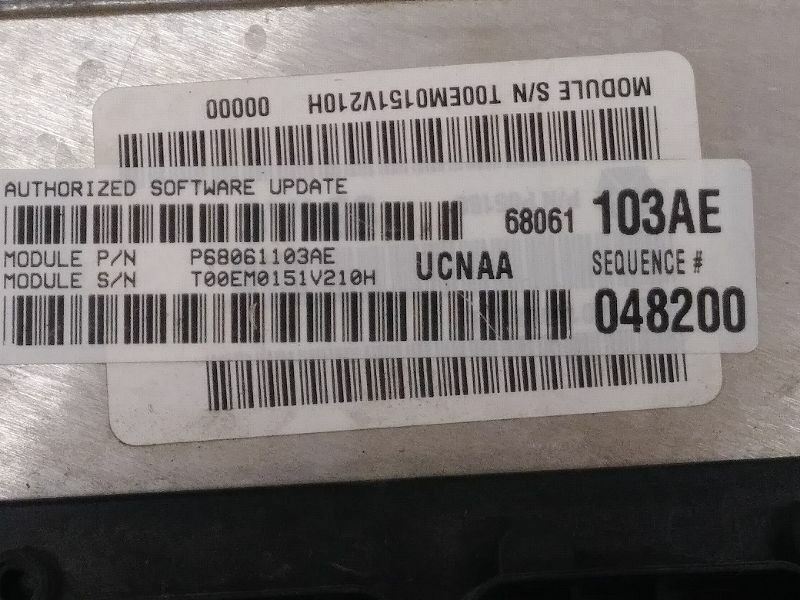 MODULE S/N T00EM0151V210H 00000
AUTHORIZED SOFTWARE UPDATE
68061 103AE
MODULE P/N P68061103AE
MODULE S/N T00EM0151V210H
UCNAA
SEQUENCE #
048200